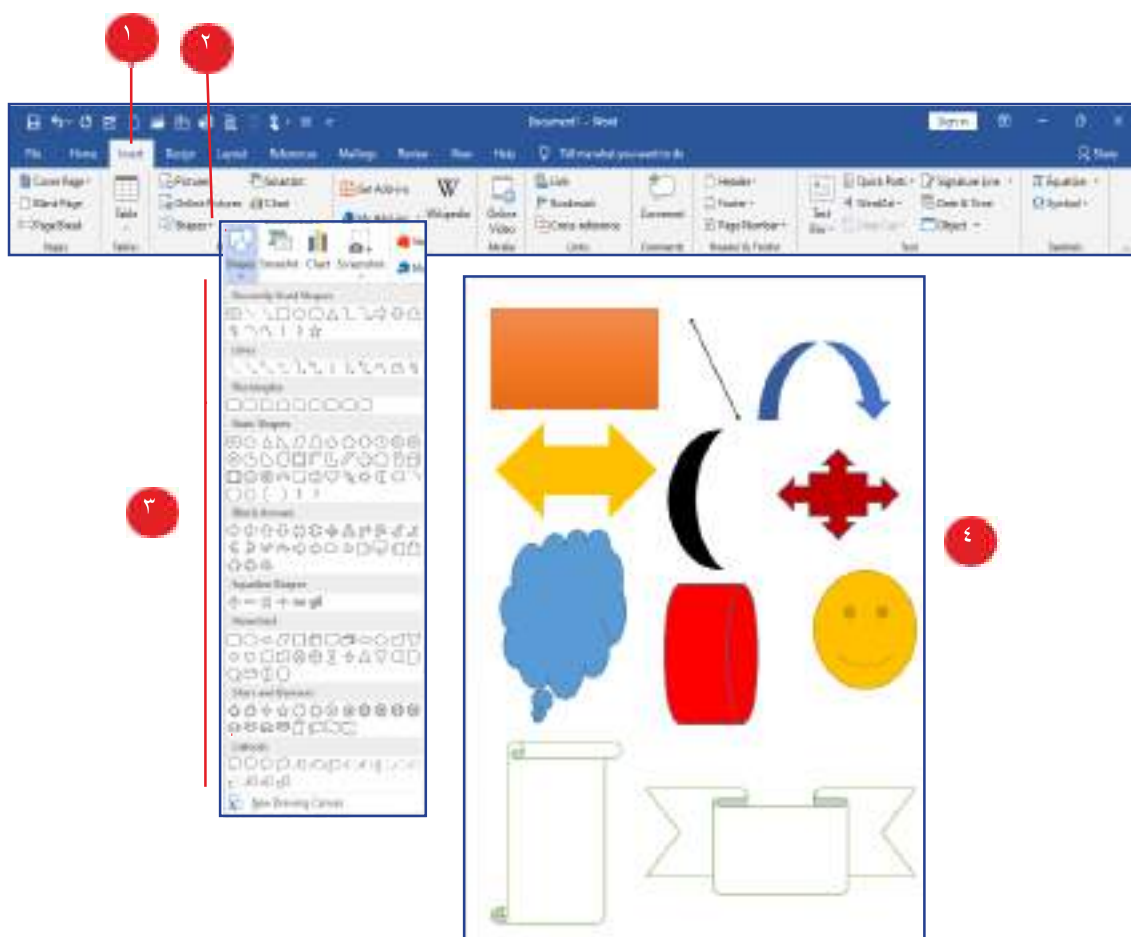 ١
٢
Document1 - Word
Sign in
File Home Insert Design Layout References Mailings Review View Help Tell me what you want to do
Share
Cover Page
Blank Page
Page Break
Pages
Table
Tables
Pictures
Online Pictures
Shapes
SmartArt
Chart
Get Add-ins
My Add-ins
Wikipedia
Online Video
Media
Link
Bookmark
Cross-reference
Links
Comment
Comments
Header
Footer
Page Number
Header & Footer
Text Box
Quick Parts
WordArt
Drop Cap
Signature Line
Date & Time
Object
Text
Equation
Symbol
Symbols
Shapes SmartArt Chart Screenshot
Recently Used Shapes
Lines
Rectangles
Basic Shapes
Block Arrows
Equation Shapes
Flowchart
Stars and Banners
Callouts
New Drawing Canvas
٣
٤